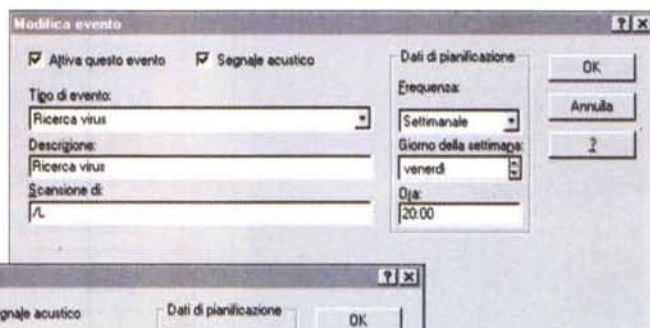 Modifica evento
Attiva questo evento
Segnale acustico
Tipo di evento:
Ricerca virus
Descrizione:
Ricerca virus
Scansione di:
/L
Dati di pianificazione
Frequenza:
Settimanale
Giorno della settimana:
venerdì
Ora:
20:00
OK
Annulla
?
gnale acustico
Dati di pianificazione
OK